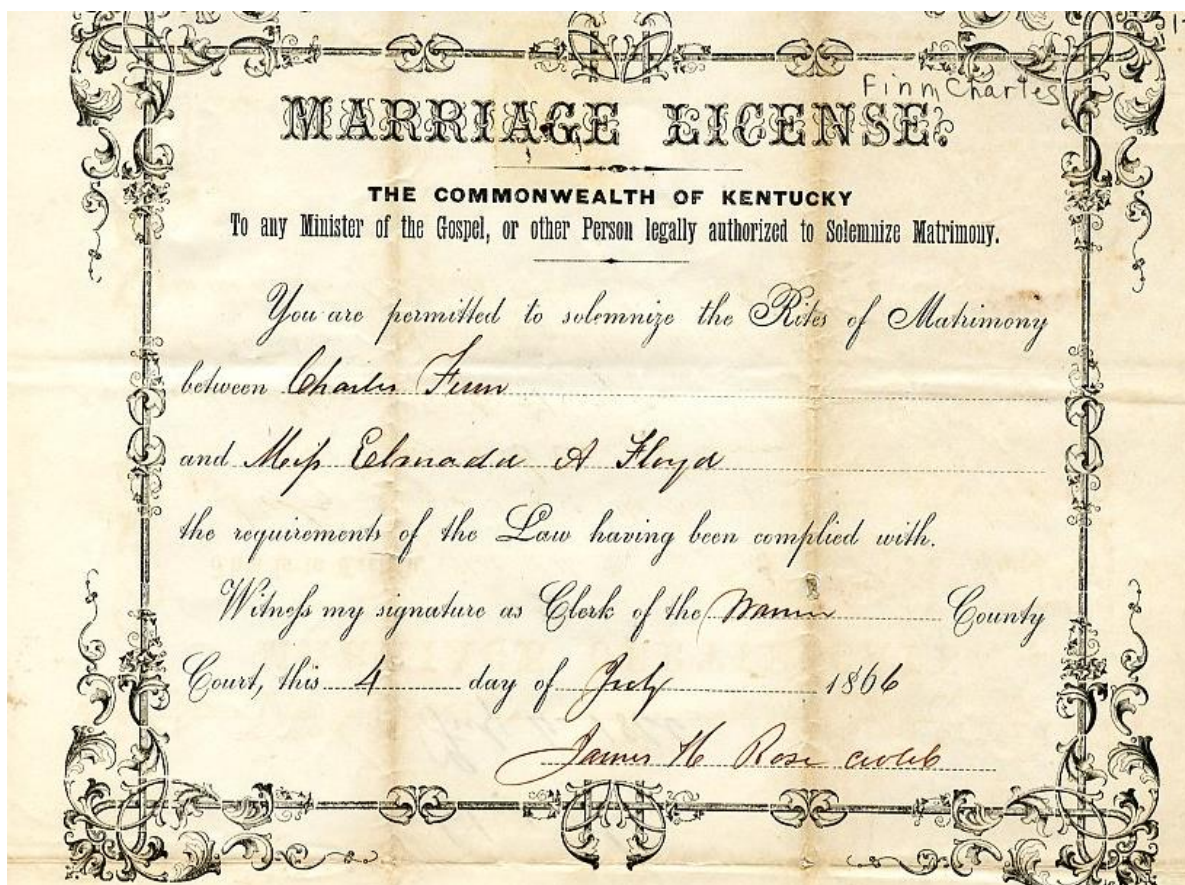 Finn Charles
MARRIAGE LICENSE.
THE COMMONWEALTH OF KENTUCKY
To any Minister of the Gospel, or other Person legally authorized to Solemnize Matrimony.
You are permitted to solemnize the Rites of Matrimony
between Charles Finn
and Miss A Floyd
the requirements of the Law having been complied with.
Witness my signature as Clerk of the Warren County
Court, this 4 day of July 1866
James H Rose